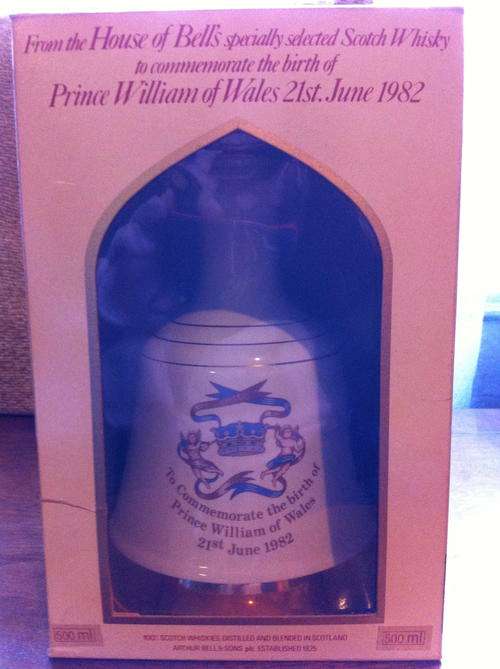 From the House of Bell's specially selected Scotch Whisky
to commemorate the birth of
Prince William of Wales 21st. June 1982
To Commemorate the birth of
Prince William of Wales
21st June 1982
500 ml
100% SCOTCH WHISKIES, DISTILLED AND BLENDED IN SCOTLAND
ARTHUR BELL & SONS plc ESTABLISHED 1825
500 ml